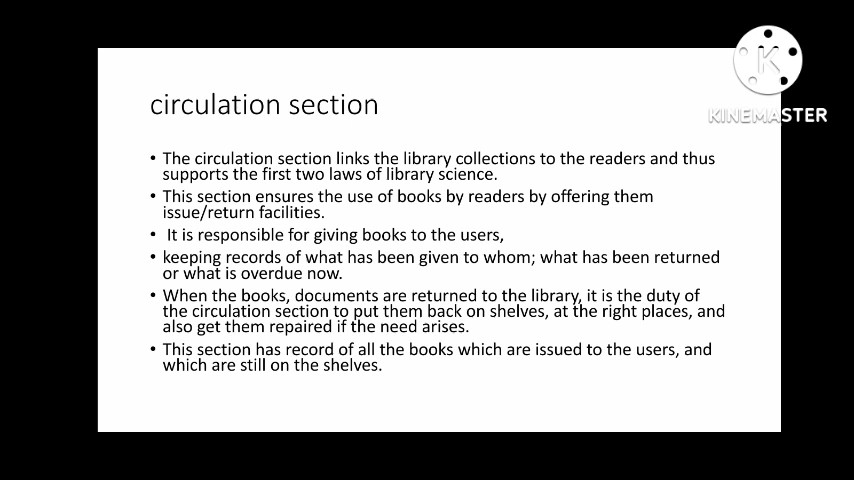 circulation section
KINEMASTER
• The circulation section links the library collections to the readers and thus
supports the first two laws of library science.
• This section ensures the use of books by readers by offering them
issue/return facilities.
• It is responsible for giving books to the users,
• keeping records of what has been given to whom; what has been returned
or what is overdue now.
• When the books, documents are returned to the library, it is the duty of
the circulation section to put them back on shelves, at the right places, and
also get them repaired if the need arises.
• This section has record of all the books which are issued to the users, and
which are still on the shelves.